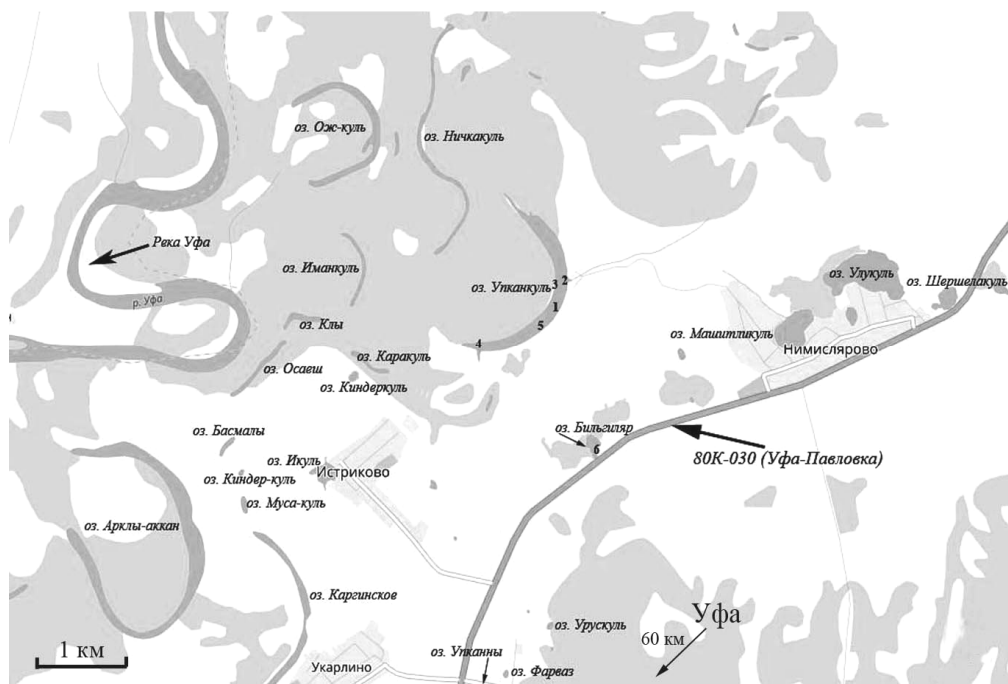 оз. Ож-куль
оз. Ничкакуль
Река Уфа
оз. Иманкуль
оз. Улукуль
оз. Шершелакуль
оз. Упканкуль
3
2
р. Уфа
1
оз. Клы
5
4
оз. Машитликуль
Нимислярово
оз. Каракуль
оз. Осаеш
оз. Киндеркуль
оз. Басмалы
оз. Бильгиляр
6
80К-030 (Уфа-Павловка)
оз. Икуль
Истриково
оз. Киндер-куль
оз. Муса-куль
оз. Арклы-аккан
оз. Каргинское
Уфа
оз. Урускуль
60 км
1 км
оз. Упканны
Укарлино
оз. Фарваз